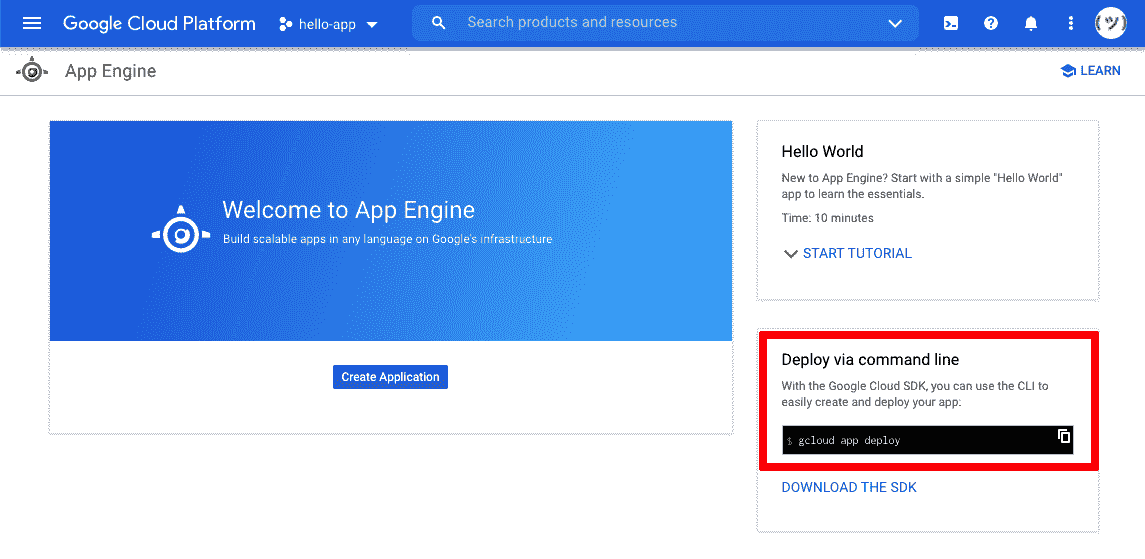 Google Cloud Platform
hello-app
Search products and resources
App Engine
LEARN
Welcome to App Engine
Build scalable apps in any language on Google's infrastructure
Create Application
Hello World
New to App Engine? Start with a simple "Hello World"
app to learn the essentials.
Time: 10 minutes
START TUTORIAL
Deploy via command line
With the Google Cloud SDK, you can use the CLI to
easily create and deploy your app:
$ gcloud app deploy
DOWNLOAD THE SDK